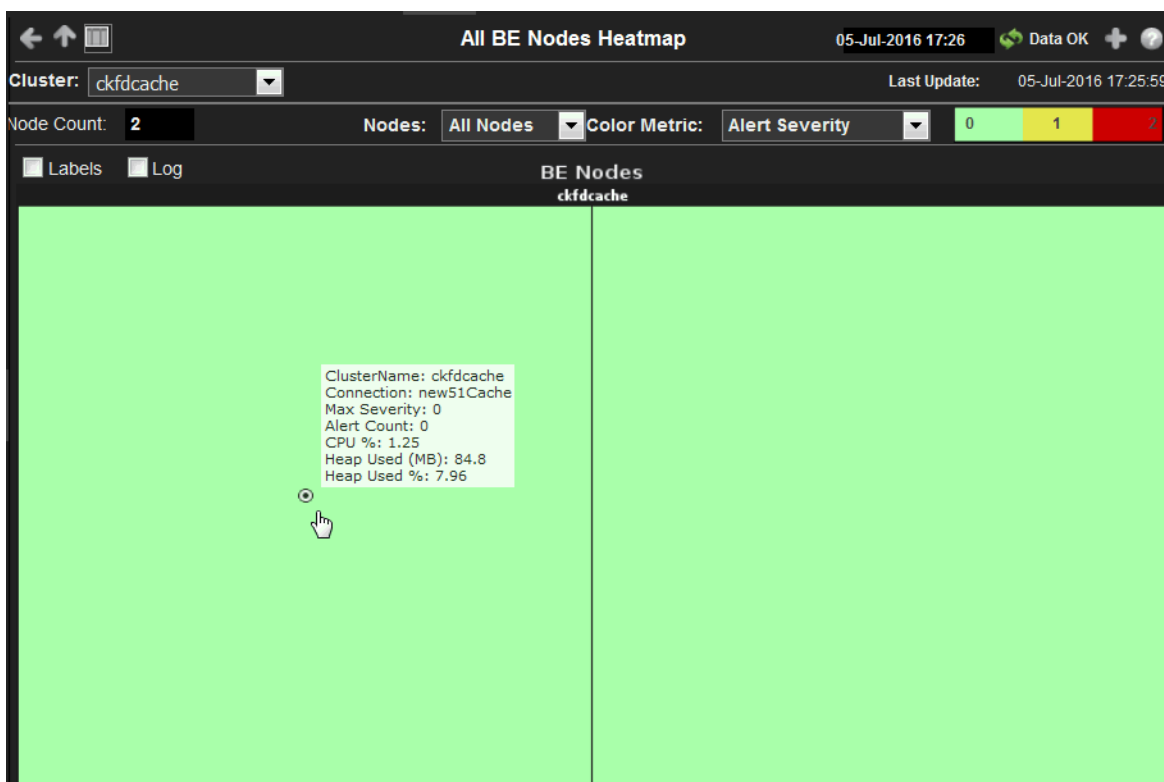 All BE Nodes Heatmap 05-Jul-2016 17:26 Data OK
Cluster: ckfdcache Last Update: 05-Jul-2016 17:25:59
Node Count: 2 Nodes: All Nodes Color Metric: Alert Severity 0 1 2
Labels Log BE Nodes
ckfdcache
ClusterName: ckfdcache
Connection: new51Cache
Max Severity: 0
Alert Count: 0
CPU %: 1.25
Heap Used (MB): 84.8
Heap Used %: 7.96